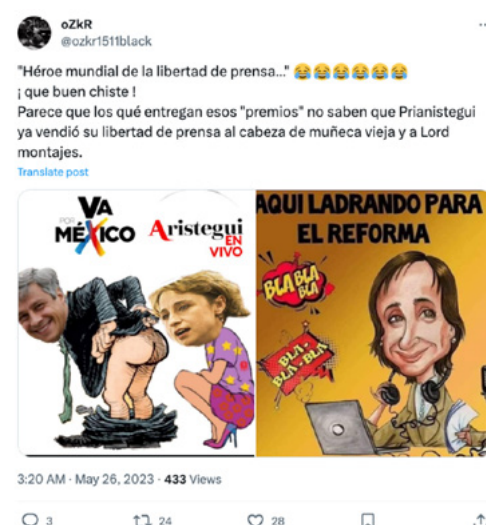 oZkR
@ozkr1511black
"Héroe mundial de la libertad de prensa..." 😂😂😂😂😂😂
¡ que buen chiste !
Parece que los qué entregan esos "premios" no saben que Prianistegui
ya vendió su libertad de prensa al cabeza de muñeca vieja y a Lord
montajes.
Translate post
VA
POR
MÉXICO
Aristegui
EN
VIVO
AQUI LADRANDO PARA
EL REFORMA
BLA BLA
BLA
BLA-
BLA-BLA
3:20 AM · May 26, 2023 · 433 Views
3 24 28